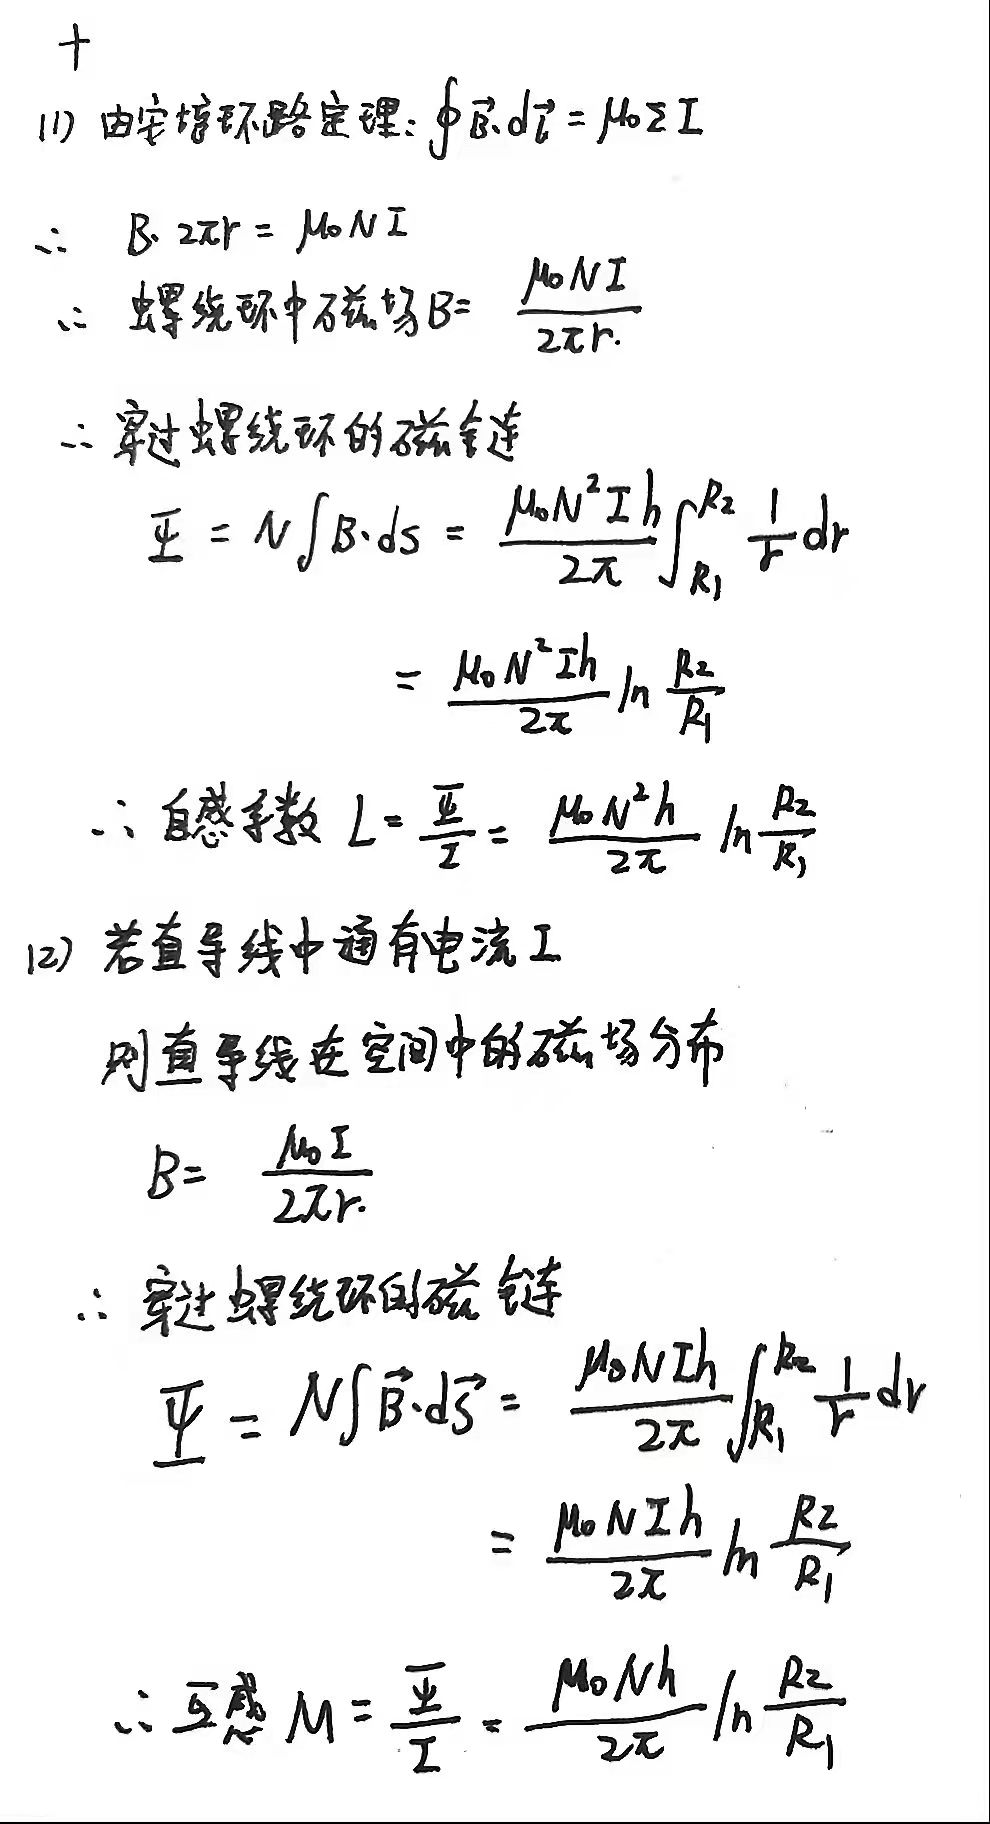 十
(1) 由安培环路定理: ∮B⃗·dl⃗ = μ₀ΣI
∴ B·2πr = μ₀NI
∴ 螺绕环中磁场B= μ₀NI/2πr.
∴ 穿过螺绕环的磁链
Ψ = N∫B·ds = μ₀N²Ih/2π ∫_{R₁}^{R₂} 1/r dr
= μ₀N²Ih/2π ln R₂/R₁
∴ 自感系数 L = Ψ/I = μ₀N²h/2π ln R₂/R₁
(2) 若直导线中通有电流I
则直导线在空间中的磁场分布
B= μ₀I/2πr.
∴ 穿过螺绕环的磁链
Ψ = N∫B⃗·dS⃗ = μ₀NIh/2π ∫_{R₁}^{R₂} 1/r dr
= μ₀NIh/2π ln R₂/R₁
∴ 互感 M = Ψ/I = μ₀Nh/2π ln R₂/R₁